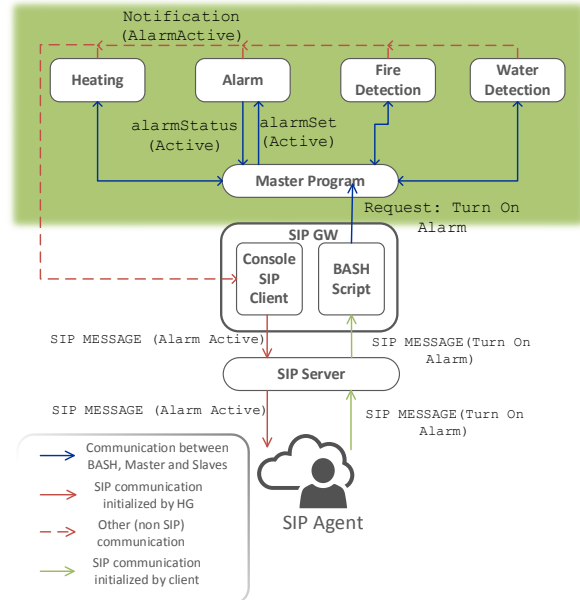 Notification
(AlarmActive)
Heating
Alarm
Fire
Detection
Water
Detection
alarmStatus
(Active)
alarmSet
(Active)
Master Program
Request: Turn On
Alarm
SIP GW
Console
SIP
Client
BASH
Script
SIP MESSAGE (Alarm Active)
SIP MESSAGE(Turn On
Alarm)
SIP Server
SIP MESSAGE (Alarm Active)
SIP MESSAGE(Turn On
Alarm)
SIP Agent
Communication between
BASH, Master and Slaves
SIP communication
initialized by HG
Other (non SIP)
communication
SIP communication
initialized by client